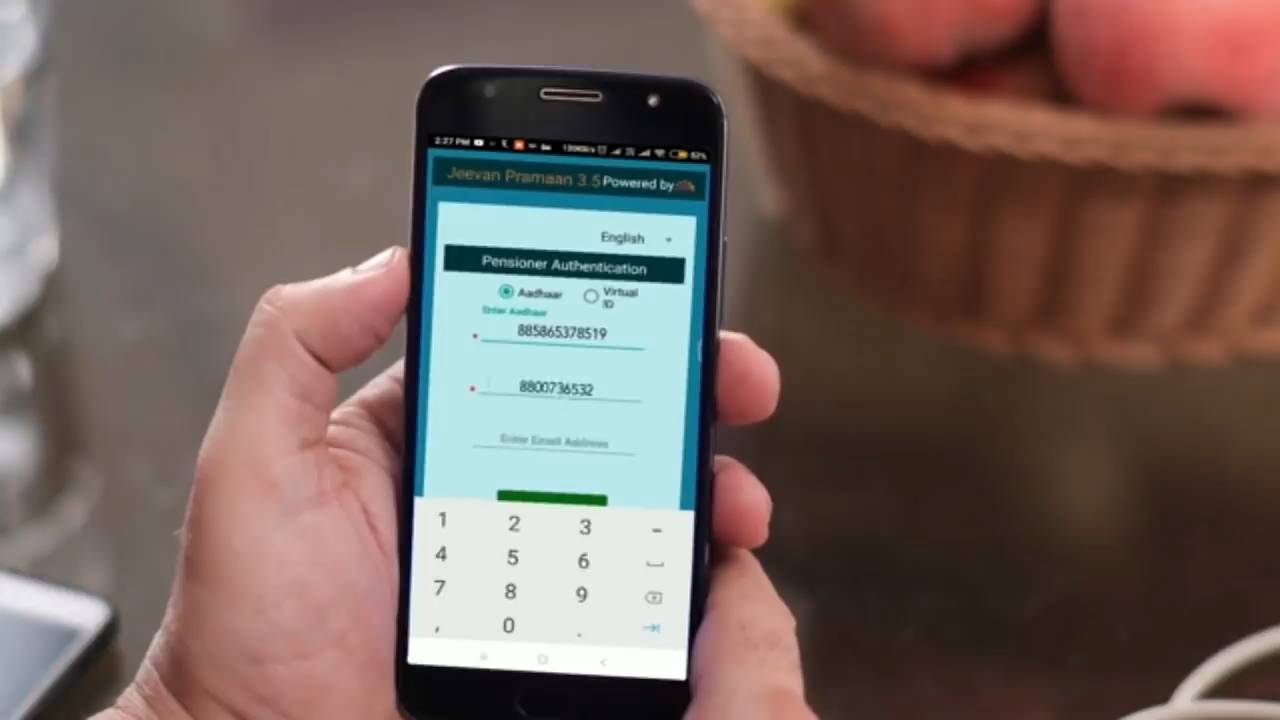 2:27 PM
Jeevan Pramaan 3.5 Powered by
English
Pensioner Authentication
Aadhaar
Virtual ID
Enter Aadhaar
885865378519
8800736532
Enter Email Address
1 2 3 -
4 5 6
7 8 9
, 0 .